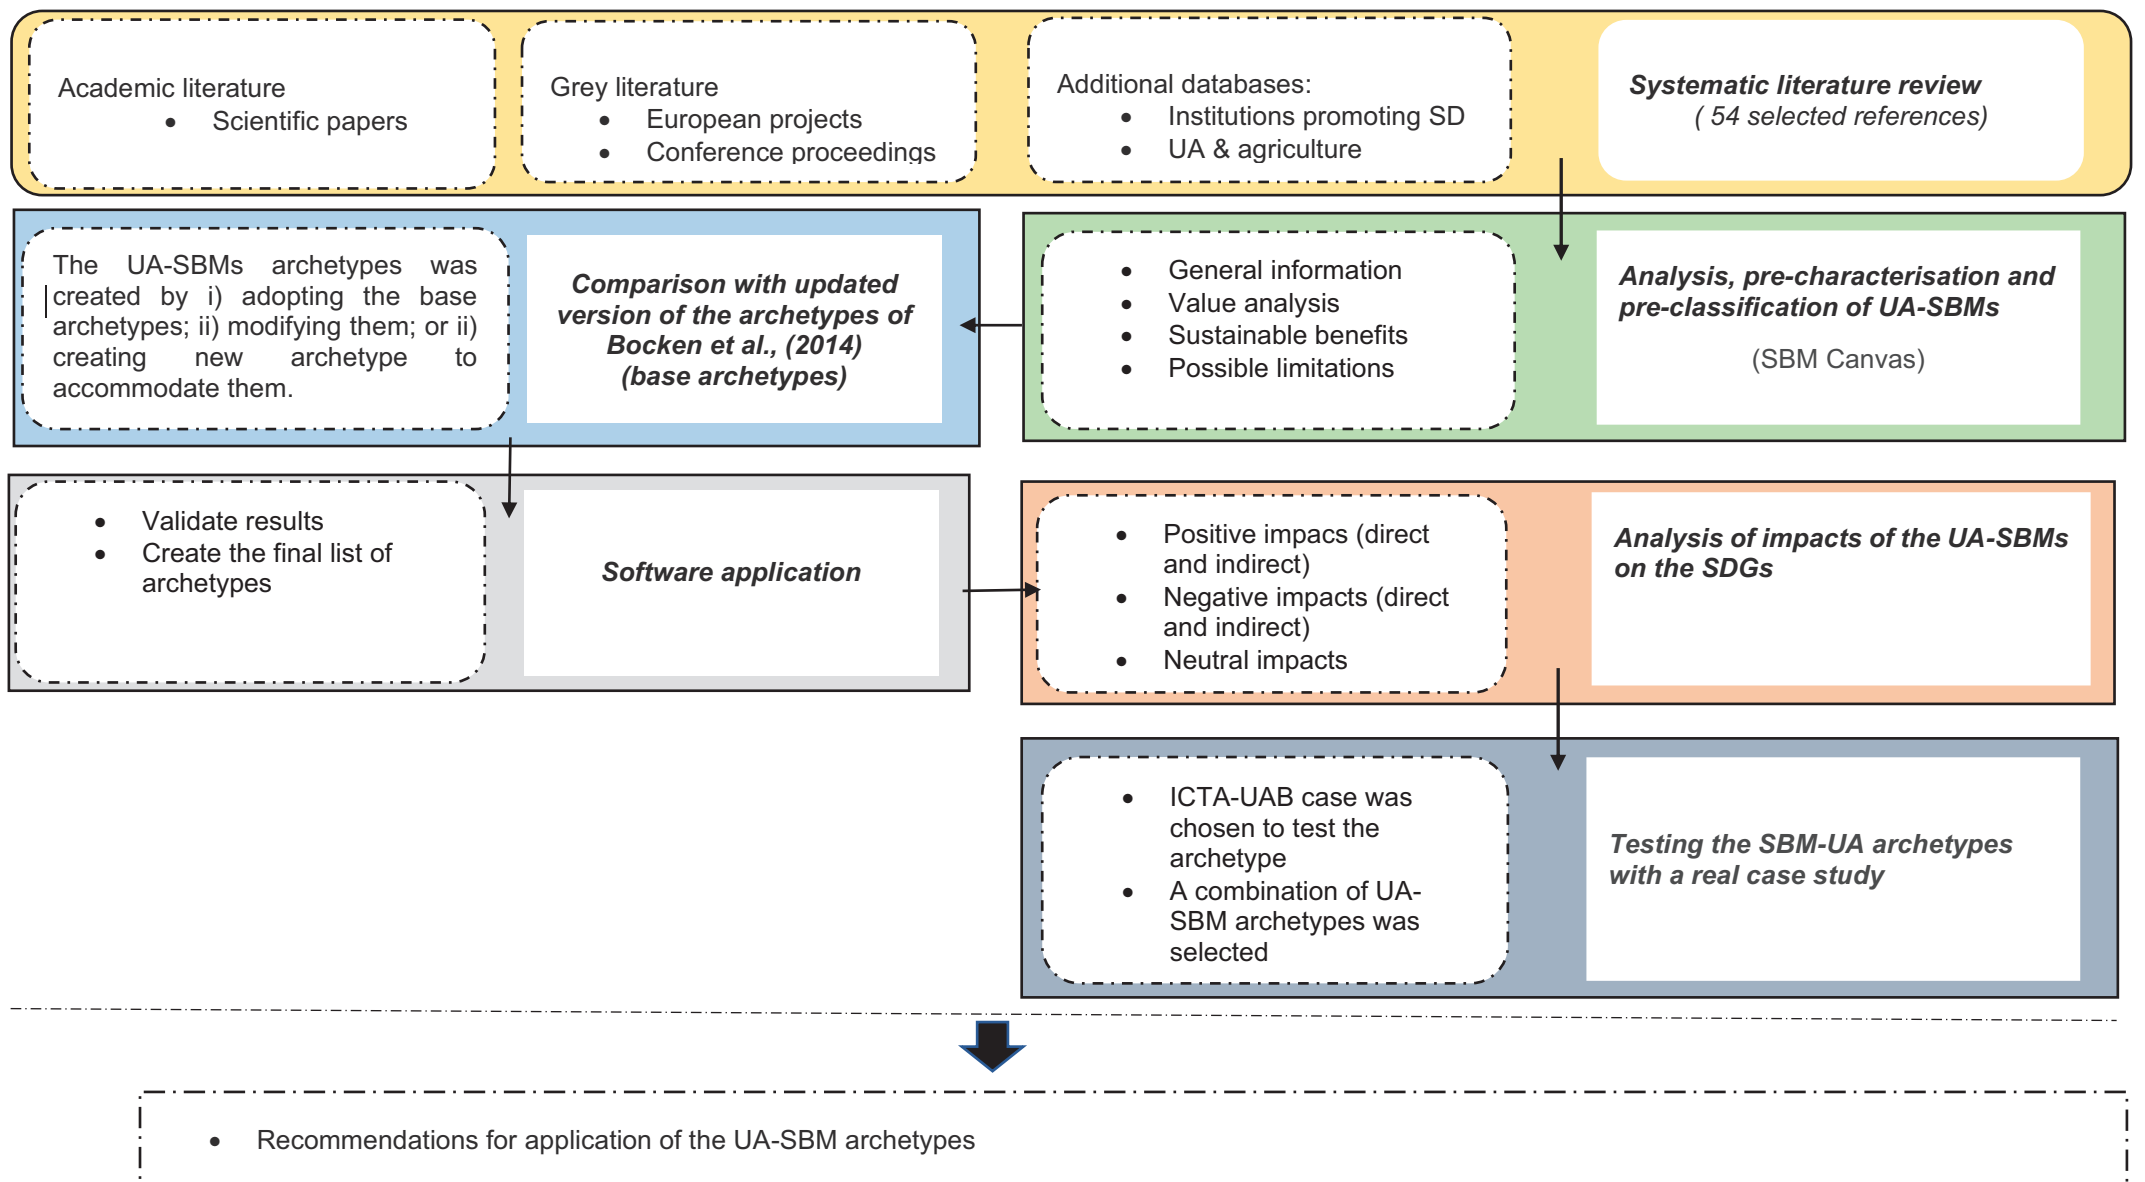 Academic literature
• Scientific papers
Grey literature
• European projects
• Conference proceedings
Additional databases:
• Institutions promoting SD
• UA & agriculture
Systematic literature review
( 54 selected references)
The UA-SBMs archetypes was
created by i) adopting the base
archetypes; ii) modifying them; or ii)
creating new archetype to
accommodate them.
Comparison with updated
version of the archetypes of
Bocken et al., (2014)
(base archetypes)
• General information
• Value analysis
• Sustainable benefits
• Possible limitations
Analysis, pre-characterisation and
pre-classification of UA-SBMs
(SBM Canvas)
• Validate results
• Create the final list of
archetypes
Software application
• Positive impacs (direct
and indirect)
• Negative impacts (direct
and indirect)
• Neutral impacts
Analysis of impacts of the UA-SBMs
on the SDGs
• ICTA-UAB case was
chosen to test the
archetype
• A combination of UA-
SBM archetypes was
selected
Testing the SBM-UA archetypes
with a real case study
• Recommendations for application of the UA-SBM archetypes